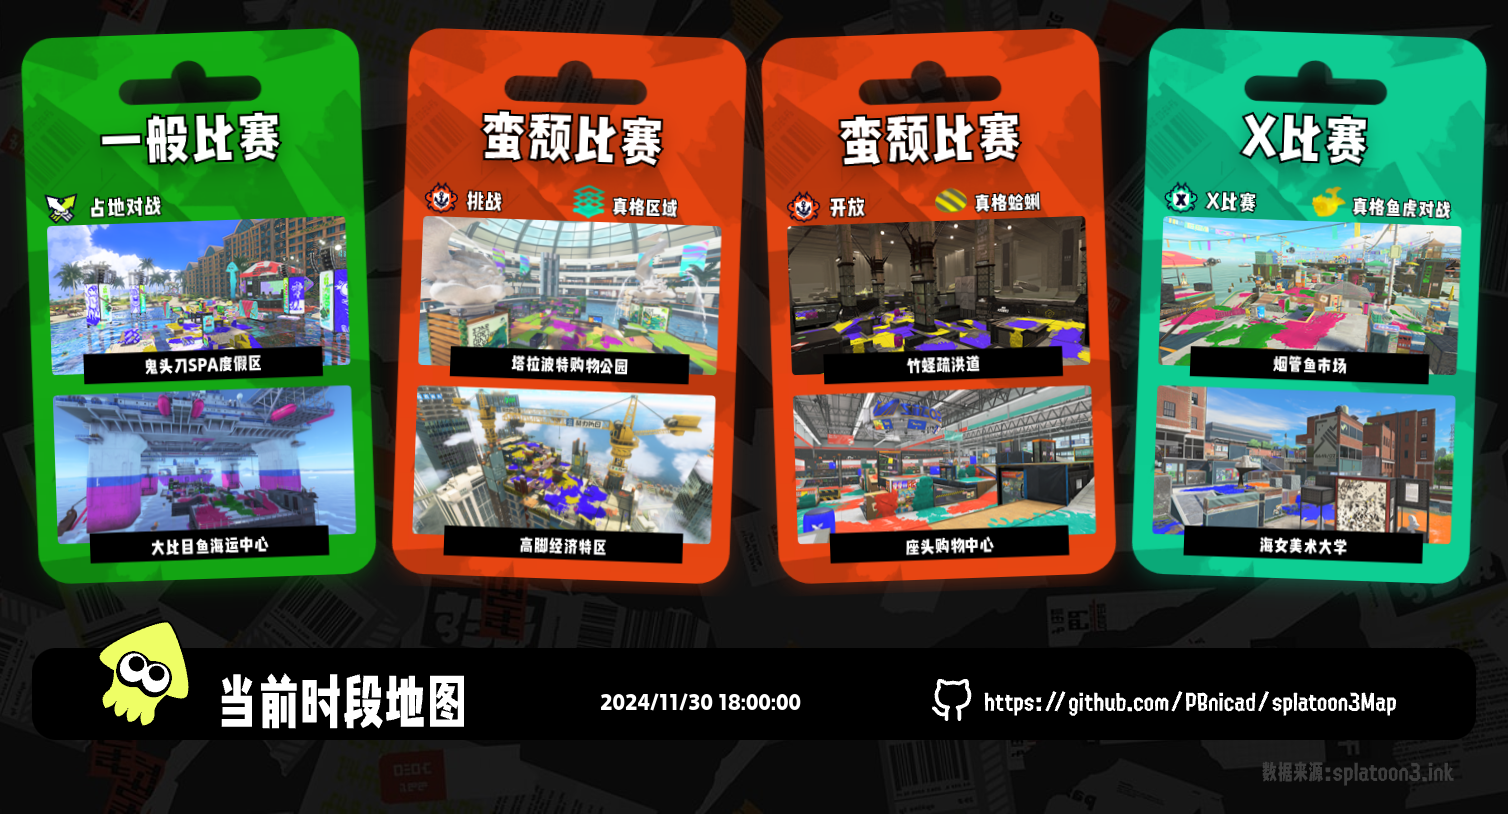 一般比赛
占地对战
鬼头刀SPA度假区
大比目鱼海运中心
蛮颓比赛
挑战
真格区域
塔拉波特购物公园
高脚经济特区
蛮颓比赛
开放
真格蛤蜊
竹蛏疏洪道
座头购物中心
X比赛
X比赛
真格鱼虎对战
烟管鱼市场
海女美术大学
当前时段地图
2024/11/30 18:00:00
https://github.com/PBnicad/splatoon3Map
数据来源:splatoon3.ink